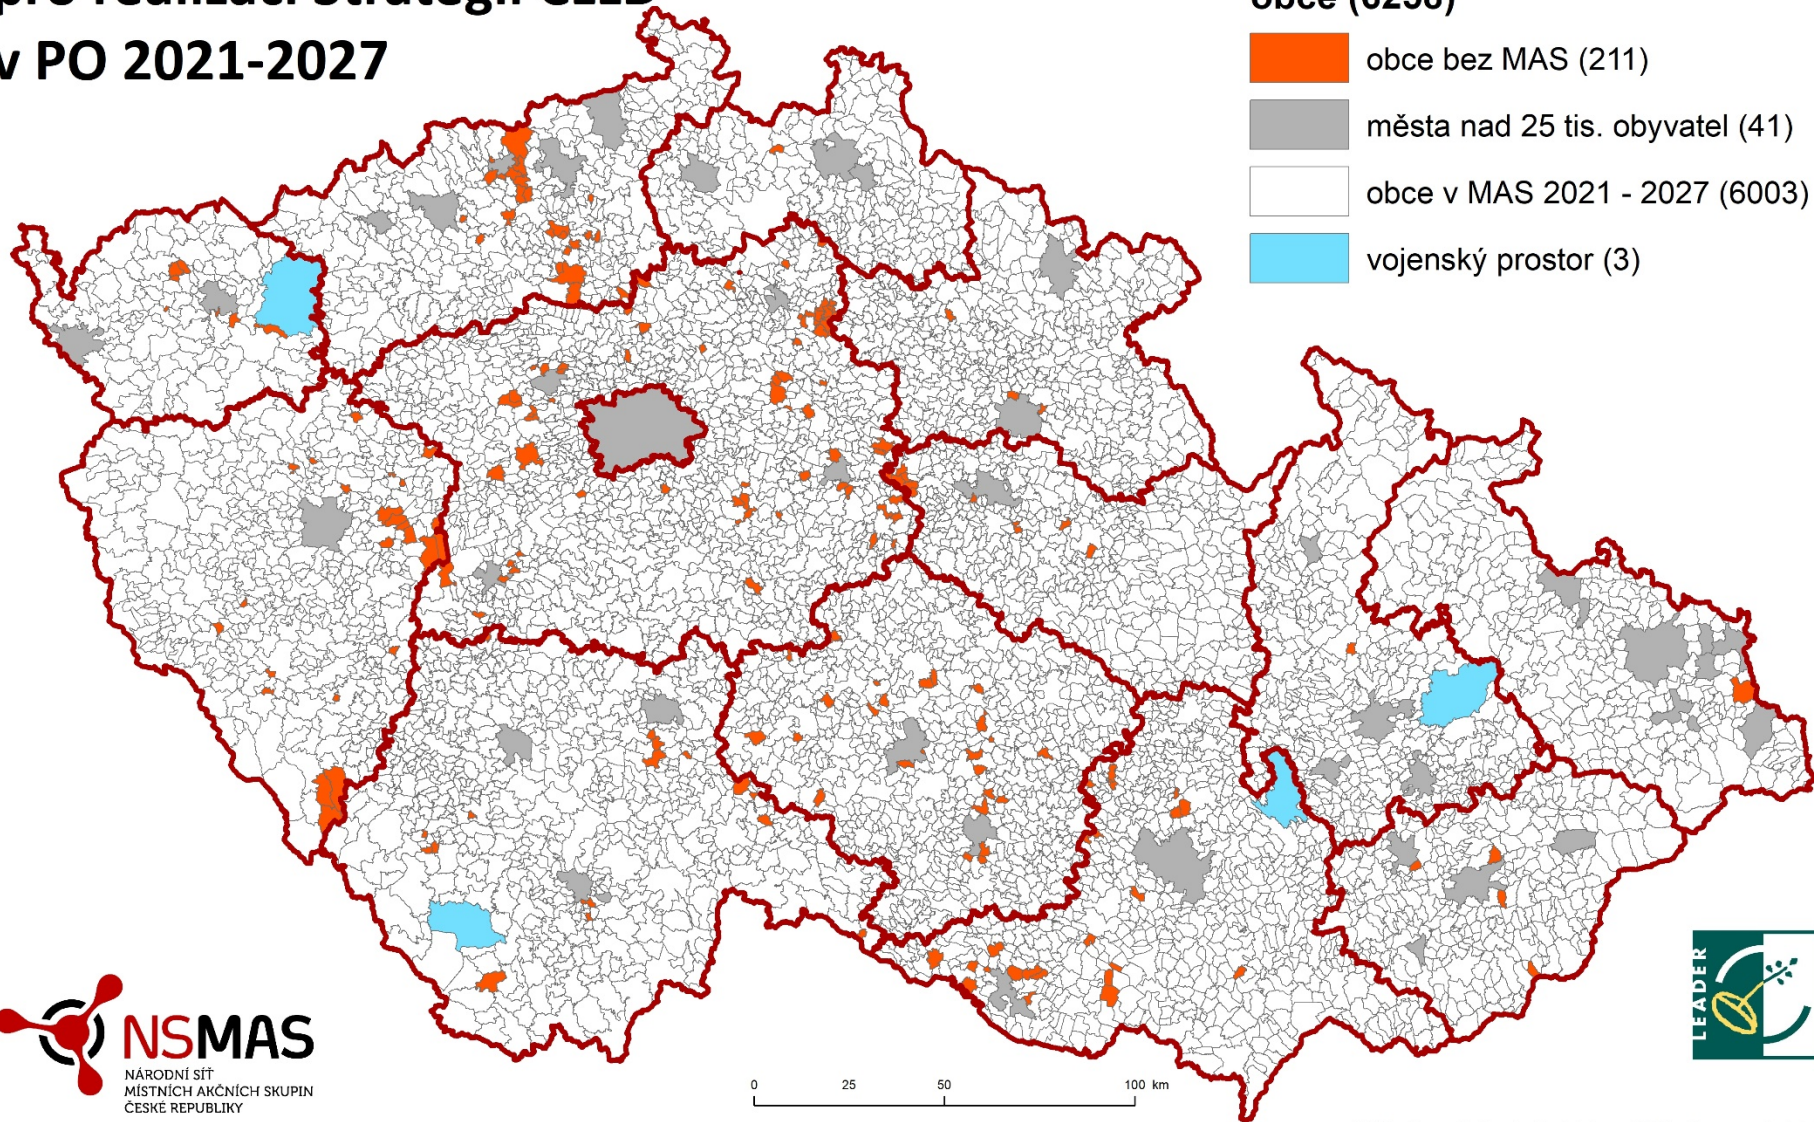 v PO 2021-2027
obce bez MAS (211)
města nad 25 tis. obyvatel (41)
obce v MAS 2021 - 2027 (6003)
vojenský prostor (3)
NSMAS
NÁRODNÍ SÍŤ
MÍSTNÍCH AKČNÍCH SKUPIN
ČESKÉ REPUBLIKY
0 25 50 100 km
LEADER